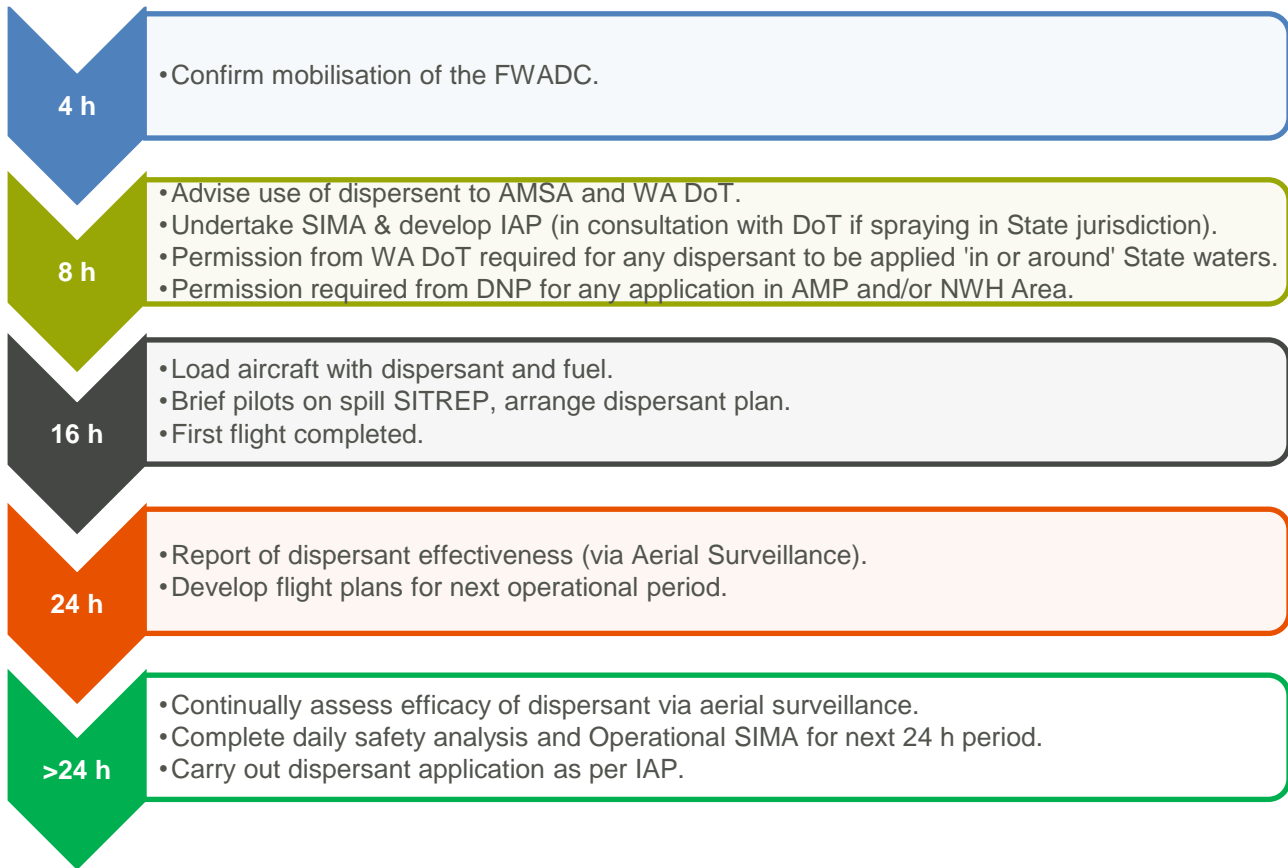 4 h
•Confirm mobilisation of the FWADC.
8 h
•Advise use of dispersent to AMSA and WA DoT.
•Undertake SIMA & develop IAP (in consultation with DoT if spraying in State jurisdiction).
•Permission from WA DoT required for any dispersant to be applied 'in or around' State waters.
•Permission required from DNP for any application in AMP and/or NWH Area.
16 h
•Load aircraft with dispersant and fuel.
•Brief pilots on spill SITREP, arrange dispersant plan.
•First flight completed.
24 h
•Report of dispersant effectiveness (via Aerial Surveillance).
•Develop flight plans for next operational period.
>24 h
•Continually assess efficacy of dispersant via aerial surveillance.
•Complete daily safety analysis and Operational SIMA for next 24 h period.
•Carry out dispersant application as per IAP.